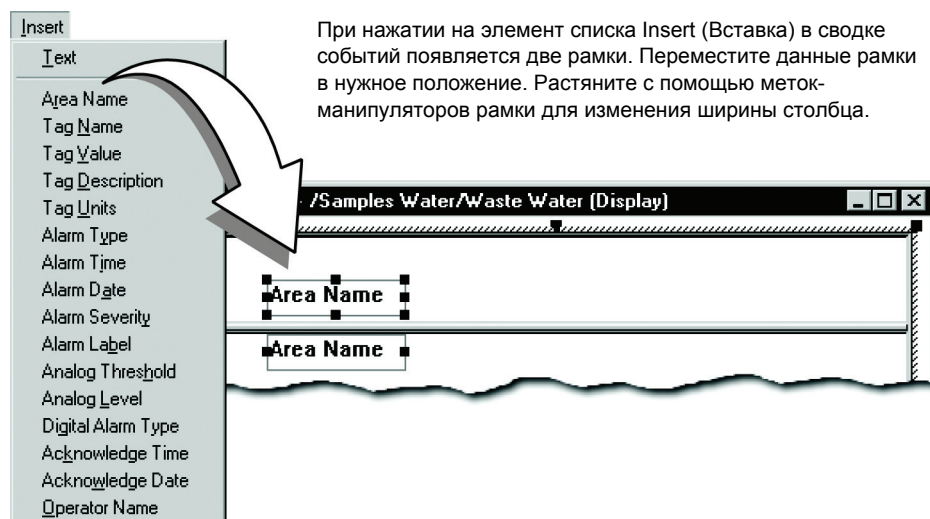 Insert
Text
Area Name
Tag Name
Tag Value
Tag Description
Tag Units
Alarm Type
Alarm Time
Alarm Date
Alarm Severity
Alarm Label
Analog Threshold
Analog Level
Digital Alarm Type
Acknowledge Time
Acknowledge Date
Operator Name
При нажатии на элемент списка Insert (Вставка) в сводке
событий появляется две рамки. Переместите данные рамки
в нужное положение. Растяните с помощью меток-
манипуляторов рамки для изменения ширины столбца.
/Samples Water/Waste Water (Display)
Area Name
Area Name